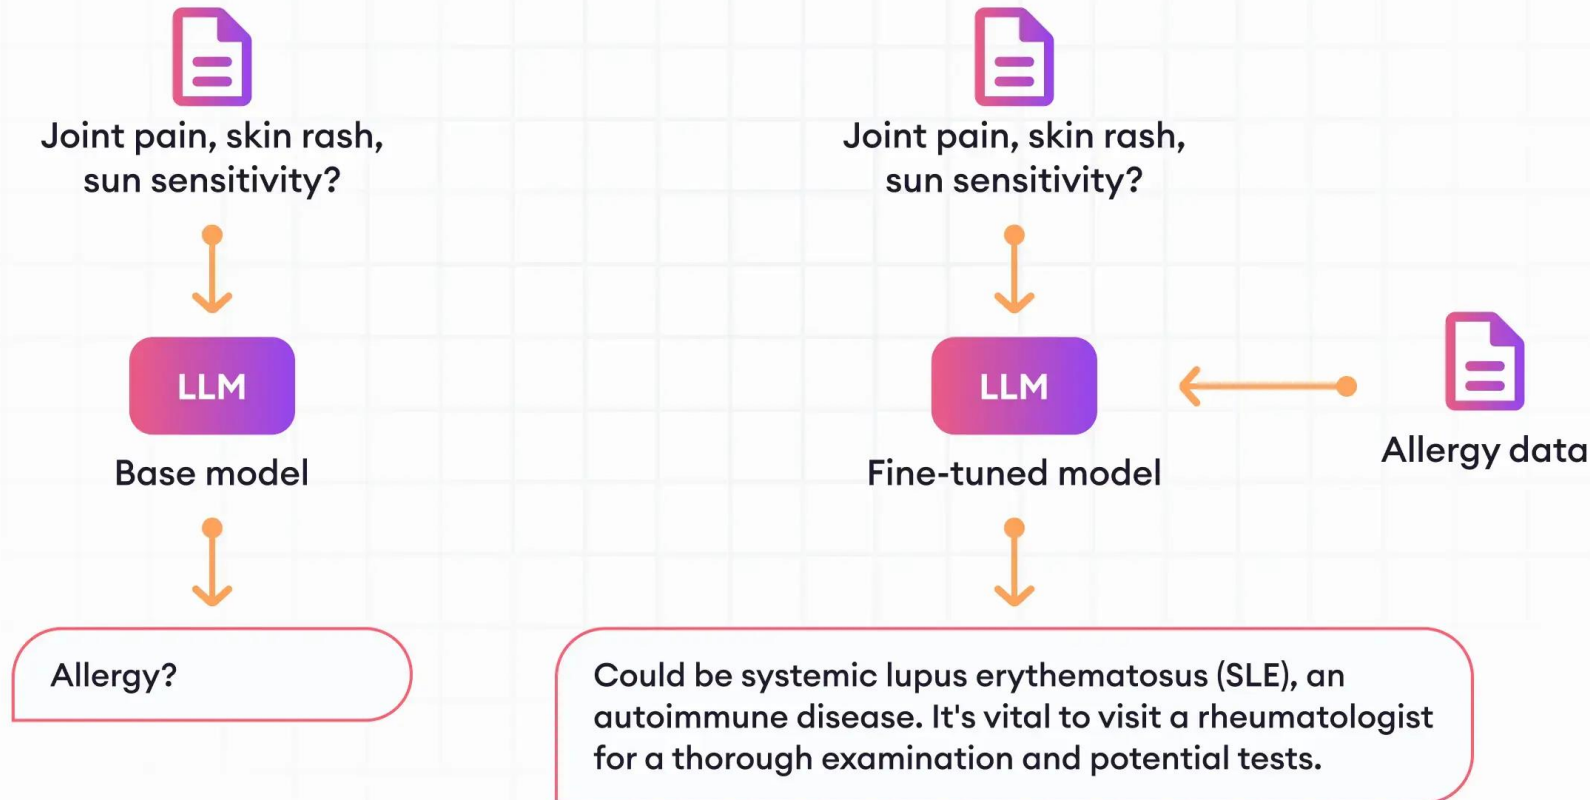 Joint pain, skin rash,
sun sensitivity?
LLM
Base model
Allergy?
Joint pain, skin rash,
sun sensitivity?
LLM
Fine-tuned model
Allergy data
Could be systemic lupus erythematosus (SLE), an
autoimmune disease. It's vital to visit a rheumatologist
for a thorough examination and potential tests.